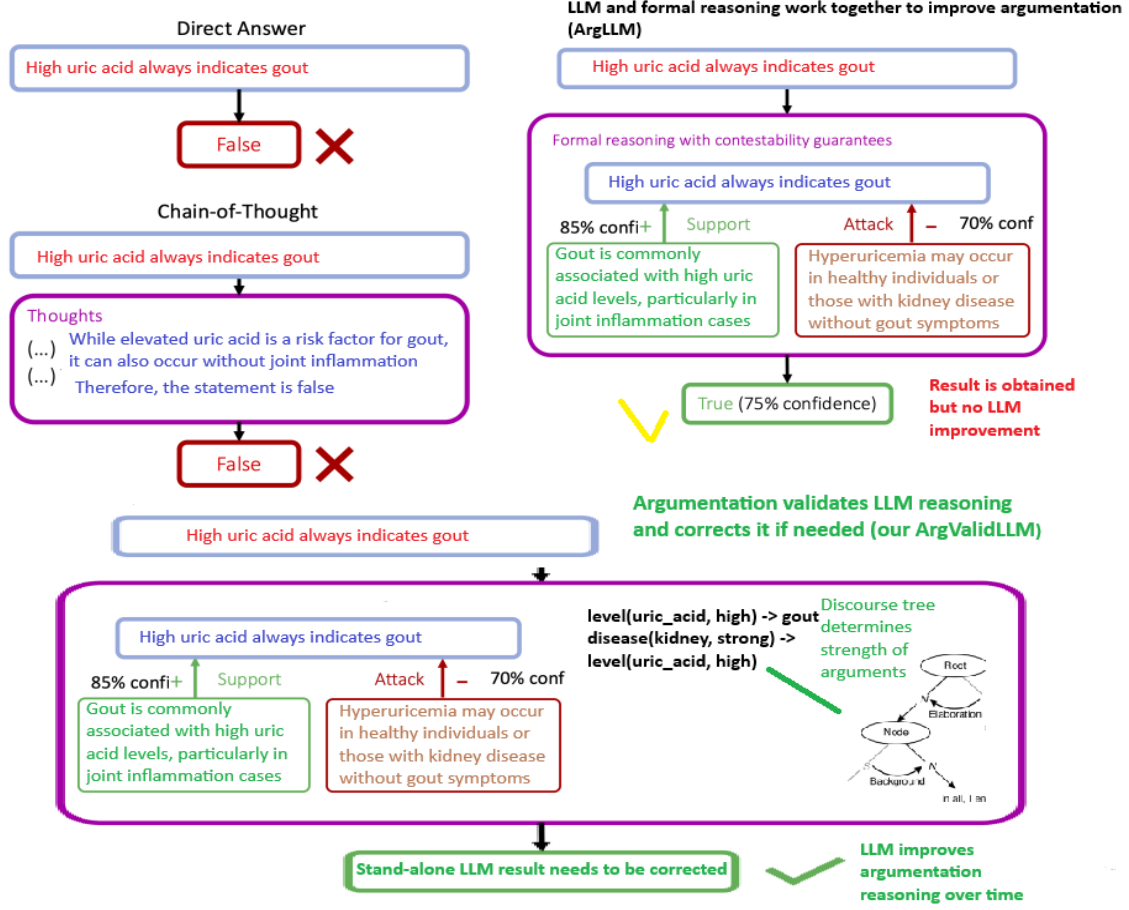 Direct Answer
High uric acid always indicates gout
False
Chain-of-Thought
High uric acid always indicates gout
Thoughts
(...)
While elevated uric acid is a risk factor for gout,
it can also occur without joint inflammation
(...)
Therefore, the statement is false
False
LLM and formal reasoning work together to improve argumentation
(ArgLLM)
High uric acid always indicates gout
Formal reasoning with contestability guarantees
High uric acid always indicates gout
85% confi+
Support
Attack
–
70% conf
Gout is commonly
associated with high uric
acid levels, particularly in
joint inflammation cases
Hyperuricemia may occur
in healthy individuals or
those with kidney disease
without gout symptoms
True (75% confidence)
Result is obtained
but no LLM
improvement
Argumentation validates LLM reasoning
and corrects it if needed (our ArgValidLLM)
High uric acid always indicates gout
High uric acid always indicates gout
85% confi+
Support
Attack
–
70% conf
Gout is commonly
associated with high uric
acid levels, particularly in
joint inflammation cases
Hyperuricemia may occur
in healthy individuals or
those with kidney disease
without gout symptoms
level(uric_acid, high) -> gout
disease(kidney, strong) ->
level(uric_acid, high)
Discourse tree
determines
strength of
arguments
Root
N
Elaboration
Node
S
N
Background
in all, I en
Stand-alone LLM result needs to be corrected
LLM improves
argumentation
reasoning over time